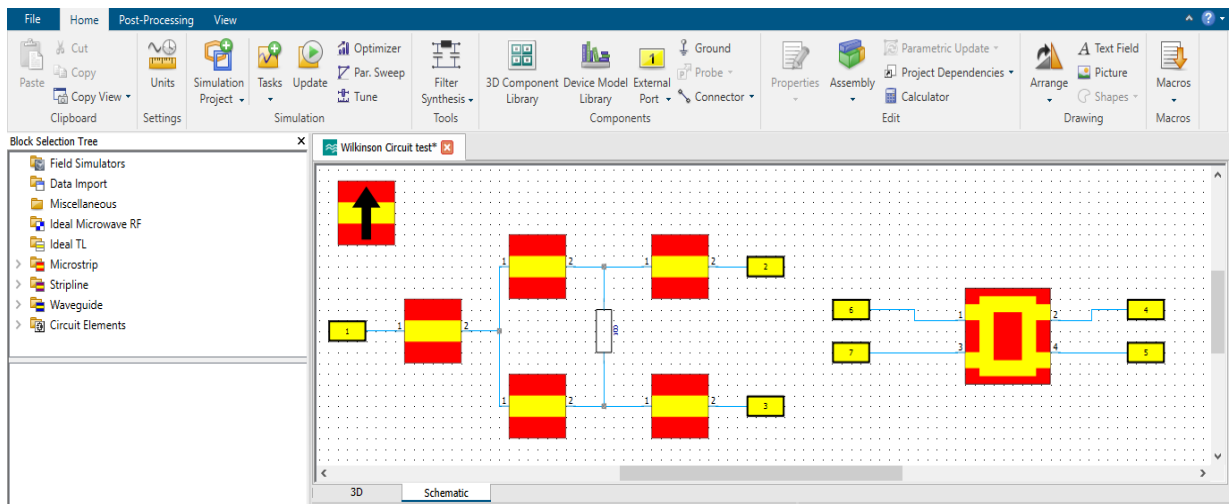 File Home Post-Processing View
Paste
Cut
Copy
Copy View
Clipboard
Units
Settings
Simulation Project
Tasks
Update
Optimizer
Par. Sweep
Tune
Simulation
Filter Synthesis
Tools
3D Component Library
Device Model Library
External Port
1
Ground
Probe
Connector
Components
Properties
Assembly
Parametric Update
Project Dependencies
Calculator
Edit
Arrange
A Text Field
Picture
Shapes
Drawing
Macros
Macros
Block Selection Tree X
Field Simulators
Data Import
Miscellaneous
Ideal Microwave RF
Ideal TL
Microstrip
Stripline
Waveguide
Circuit Elements
Wilkinson Circuit test*
1 2 1 2 2
1 1 2
100
1 2 1 2 3
6 1 2 4
7 3 4 5
3D Schematic